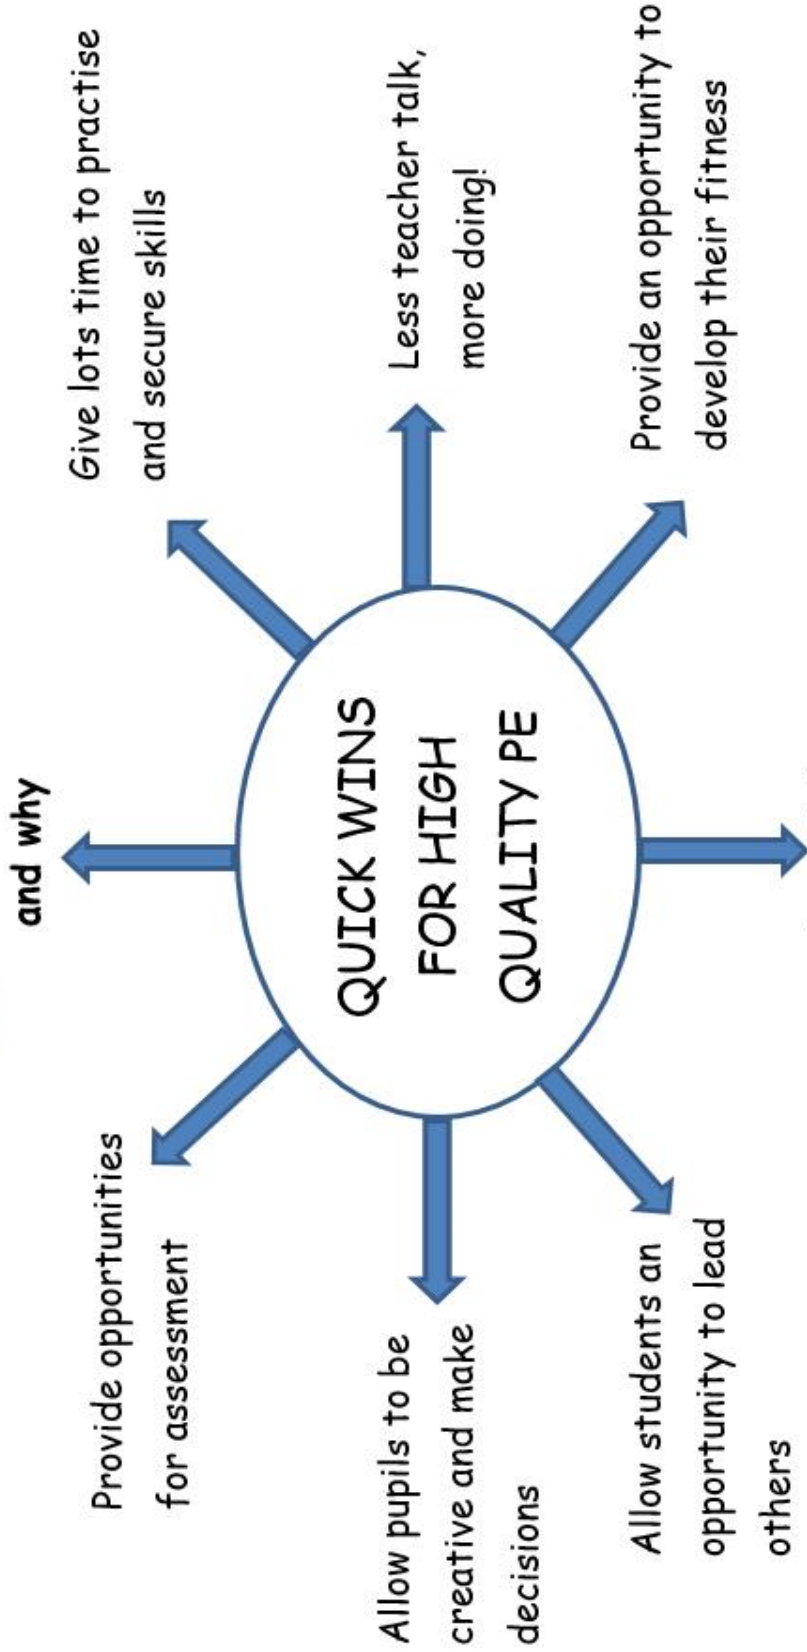 and why
Provide opportunities
for assessment
Give lots time to practise
and secure skills
QUICK WINS
FOR HIGH
QUALITY PE
Allow pupils to be
creative and make
decisions
Less teacher talk,
more doing!
Allow students an
opportunity to lead
others
Provide an opportunity to
develop their fitness